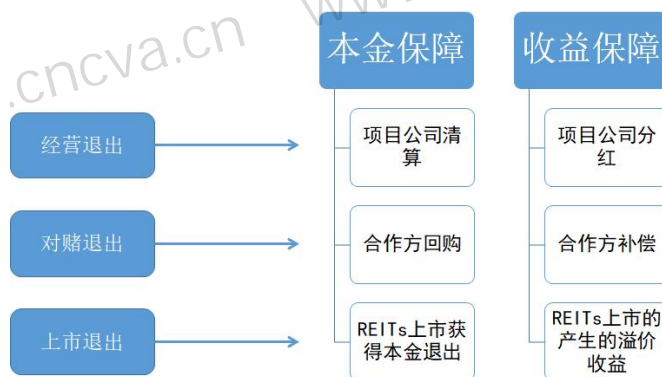 .cncva.cn
本金保障
收益保障
经营退出
项目公司清
算
项目公司分
红
对赌退出
合作方回购
合作方补偿
上市退出
REITs上市获
得本金退出
REITs上市的
产生的溢价
收益